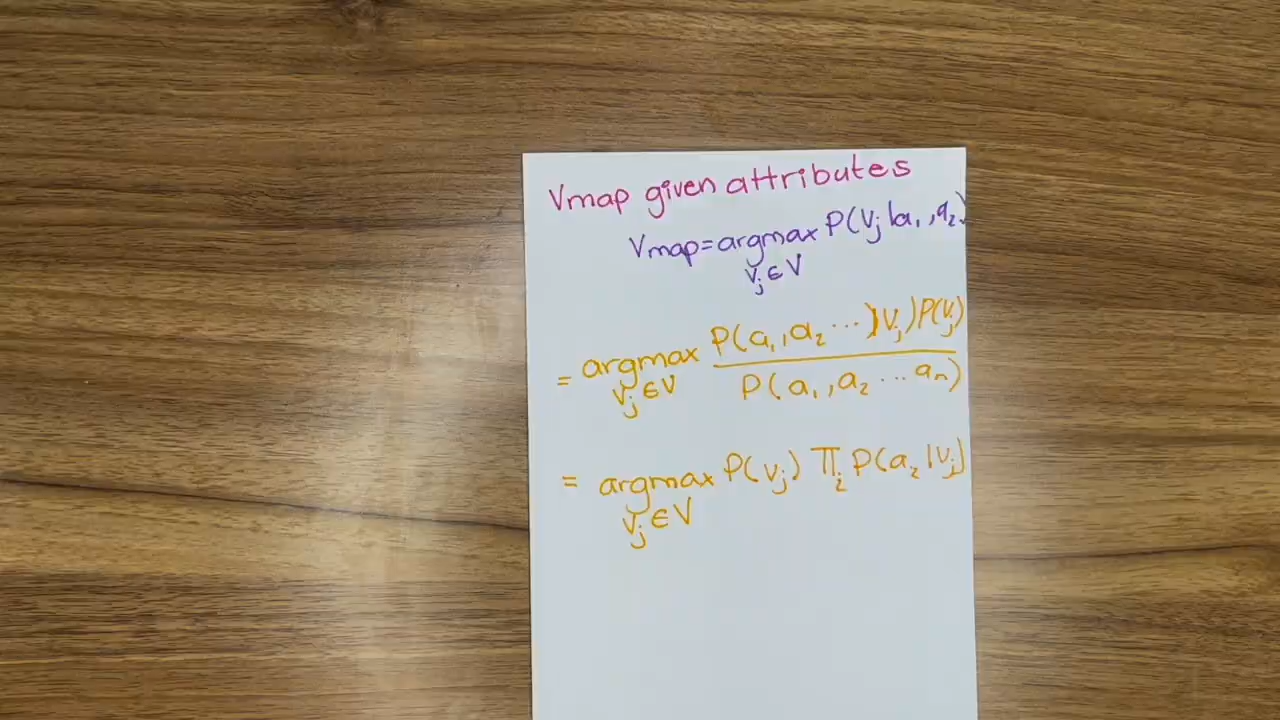 Vmap given attributes
Vmap=argmax P(Vj|a1,a2)
Vj∈V
= argmax P(a1,a2...)|Vj)P(Vj)
Vj∈V P(a1,a2...an)
= argmax P(Vj) πi P(a2|Vj)
Vj∈V